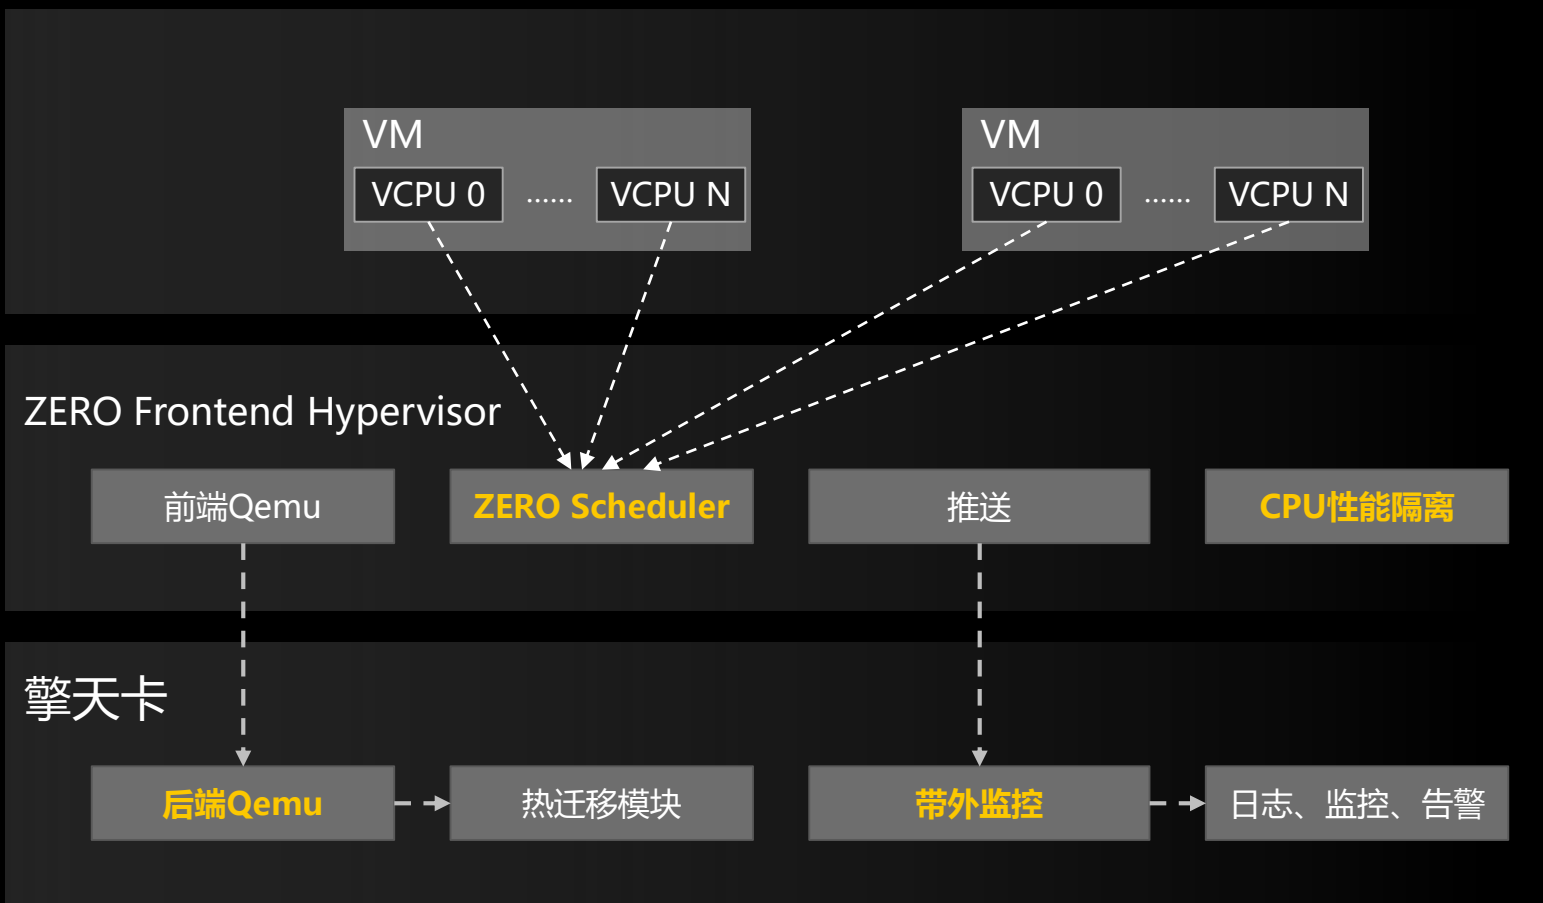 VM
VCPU 0 ...... VCPU N
VM
VCPU 0 ...... VCPU N
ZERO Frontend Hypervisor
前端Qemu
ZERO Scheduler
推送
CPU性能隔离
擎天卡
后端Qemu
热迁移模块
带外监控
日志、监控、告警